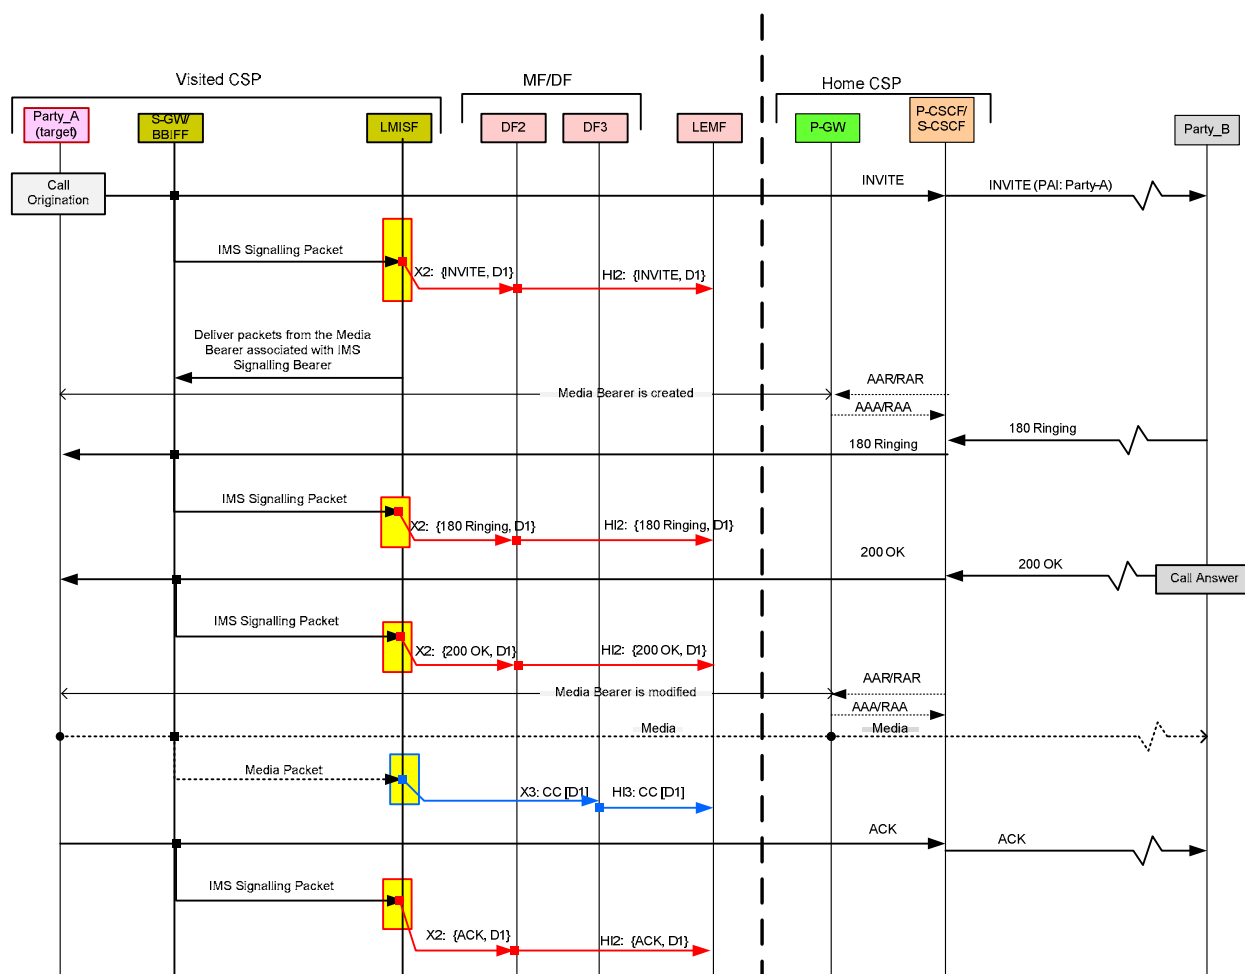 Visited CSP
MF/DF
Home CSP
Party_A
(target)
S-GW/
BBIFF
LMISF
DF2
DF3
LEMF
P-GW
P-CSCF/
S-CSCF
Party_B
Call
Origination
INVITE
INVITE (PAI: Party-A)
IMS Signalling Packet
X2: {INVITE, D1}
HI2: {INVITE, D1}
Deliver packets from the Media
Bearer associated with IMS
Signalling Bearer
Media Bearer is created
AAR/RAR
AAA/RAA
180 Ringing
180 Ringing
IMS Signalling Packet
X2: {180 Ringing, D1}
HI2: {180 Ringing, D1}
200 OK
200 OK
Call Answer
IMS Signalling Packet
X2: {200 OK, D1}
HI2: {200 OK, D1}
Media Bearer is modified
AAR/RAR
AAA/RAA
Media
Media
Media Packet
X3: CC [D1]
HI3: CC [D1]
ACK
ACK
IMS Signalling Packet
X2: {ACK, D1}
HI2: {ACK, D1}